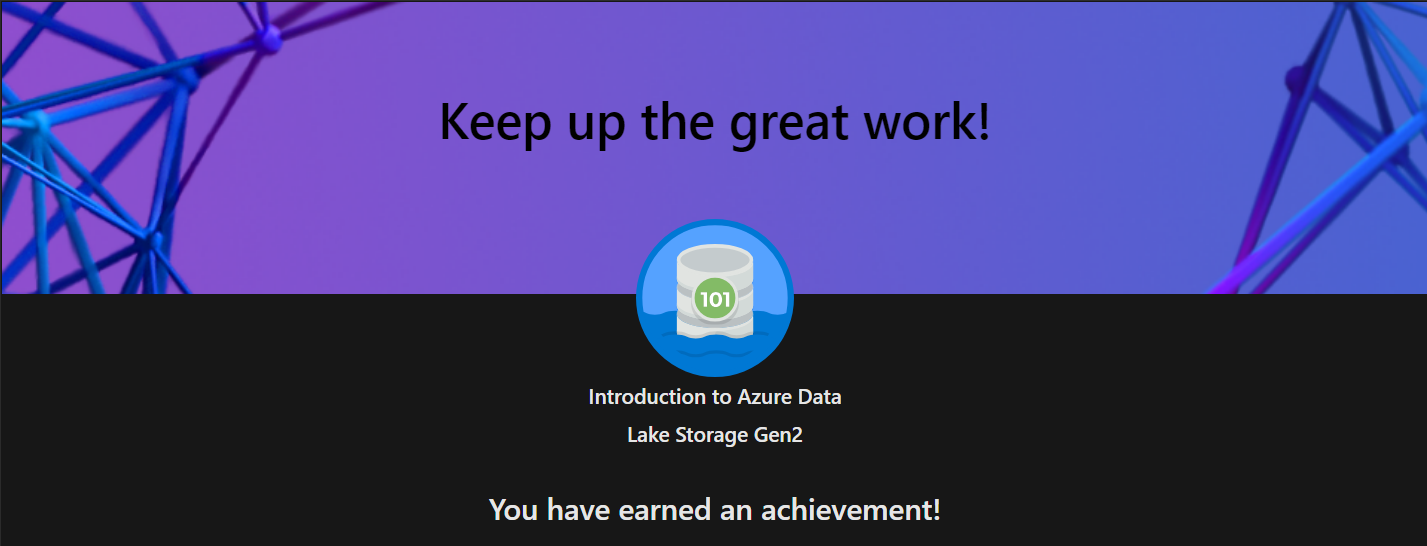 Keep up the great work!
101
Introduction to Azure Data
Lake Storage Gen2
You have earned an achievement!